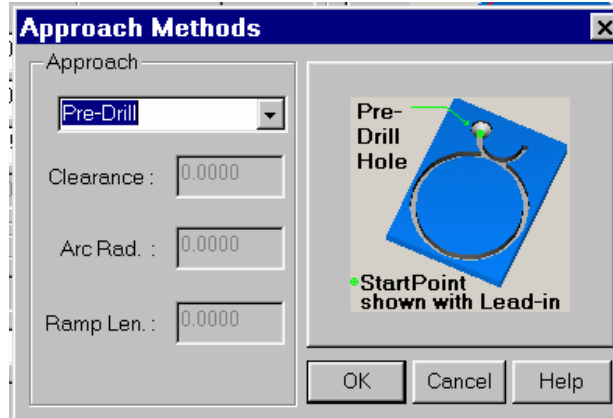 Approach Methods
Approach
Pre-Drill
Clearance :
0.0000
Arc Rad. :
0.0000
Ramp Len. :
0.0000
Pre-
Drill
Hole
StartPoint
shown with Lead-in
OK
Cancel
Help